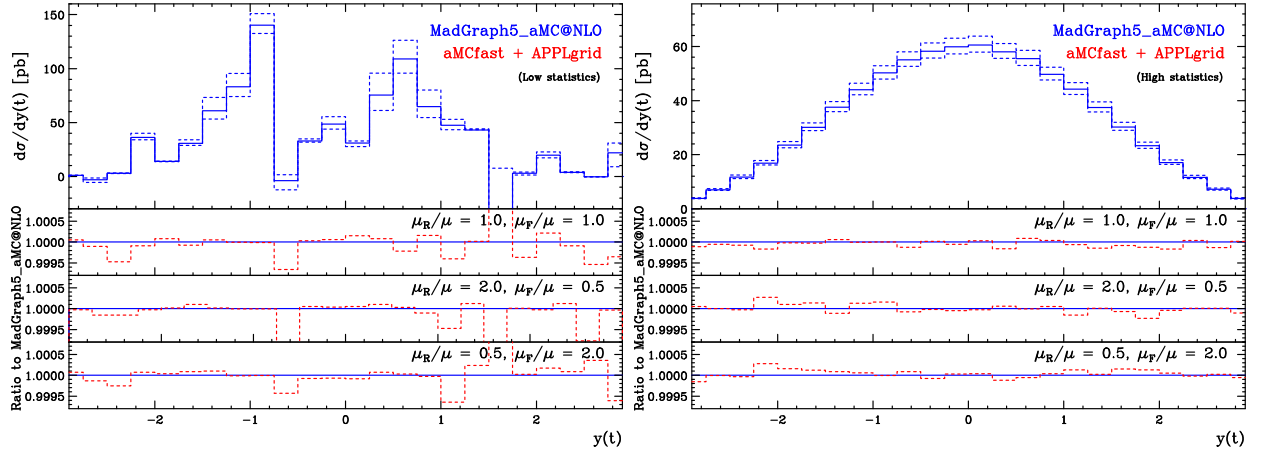 MadGraph5_aMC@NLO
aMCfast + APPLgrid
(Low statistics)
dσ/dy(t) [pb]
150
100
50
0
Ratio to MadGraph5_aMC@NLO
μR/μ = 1.0, μF/μ = 1.0
1.0005
1.0000
0.9995
μR/μ = 2.0, μF/μ = 0.5
1.0005
1.0000
0.9995
μR/μ = 0.5, μF/μ = 2.0
1.0005
1.0000
0.9995
−2 −1 0 1 2
y(t)
MadGraph5_aMC@NLO
aMCfast + APPLgrid
(High statistics)
dσ/dy(t) [pb]
60
40
20
0
Ratio to MadGraph5_aMC@NLO
μR/μ = 1.0, μF/μ = 1.0
1.0005
1.0000
0.9995
μR/μ = 2.0, μF/μ = 0.5
1.0005
1.0000
0.9995
μR/μ = 0.5, μF/μ = 2.0
1.0005
1.0000
0.9995
−2 −1 0 1 2
y(t)